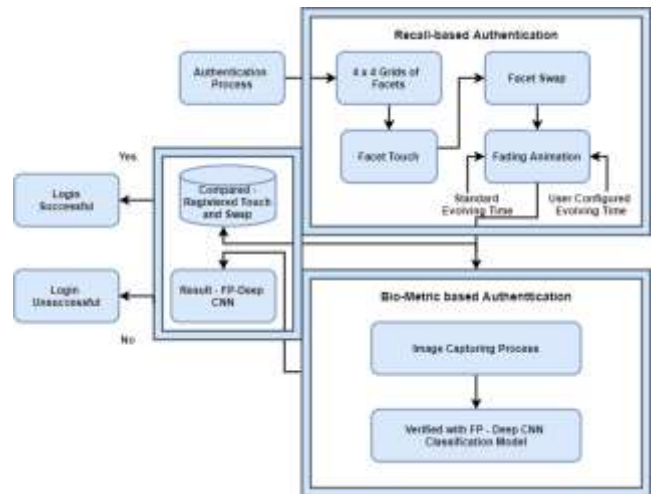 Recall-based Authentication
Authentication
Process
4 x 4 Grids of
Facets
Facet Swap
Facet Touch
Fading Animation
Standard
Evolving Time
User Configured
Evolving Time
Yes
Login
Successful
Compared -
Registered Touch
and Swap
Login
Unsuccessful
No
Result - FP-Deep
CNN
Bio-Metric based Authenttication
Image Capturing Process
Verified with FP - Deep CNN
Classification Model